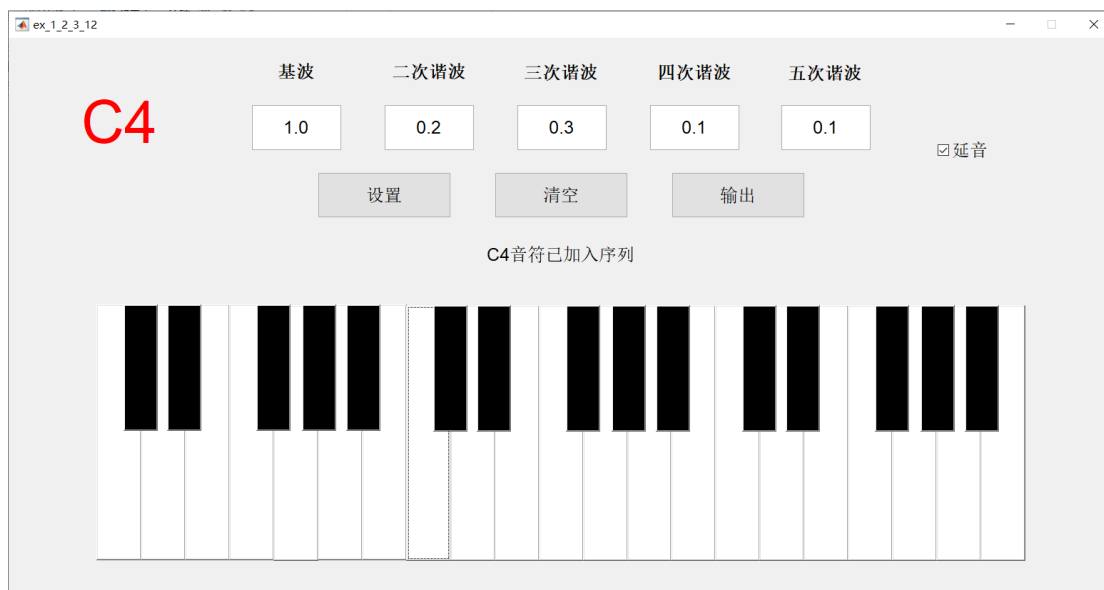 ex_1_2_3_12
基波 二次谐波 三次谐波 四次谐波 五次谐波
C4
1.0 0.2 0.3 0.1 0.1
延音
设置 清空 输出
C4音符已加入序列